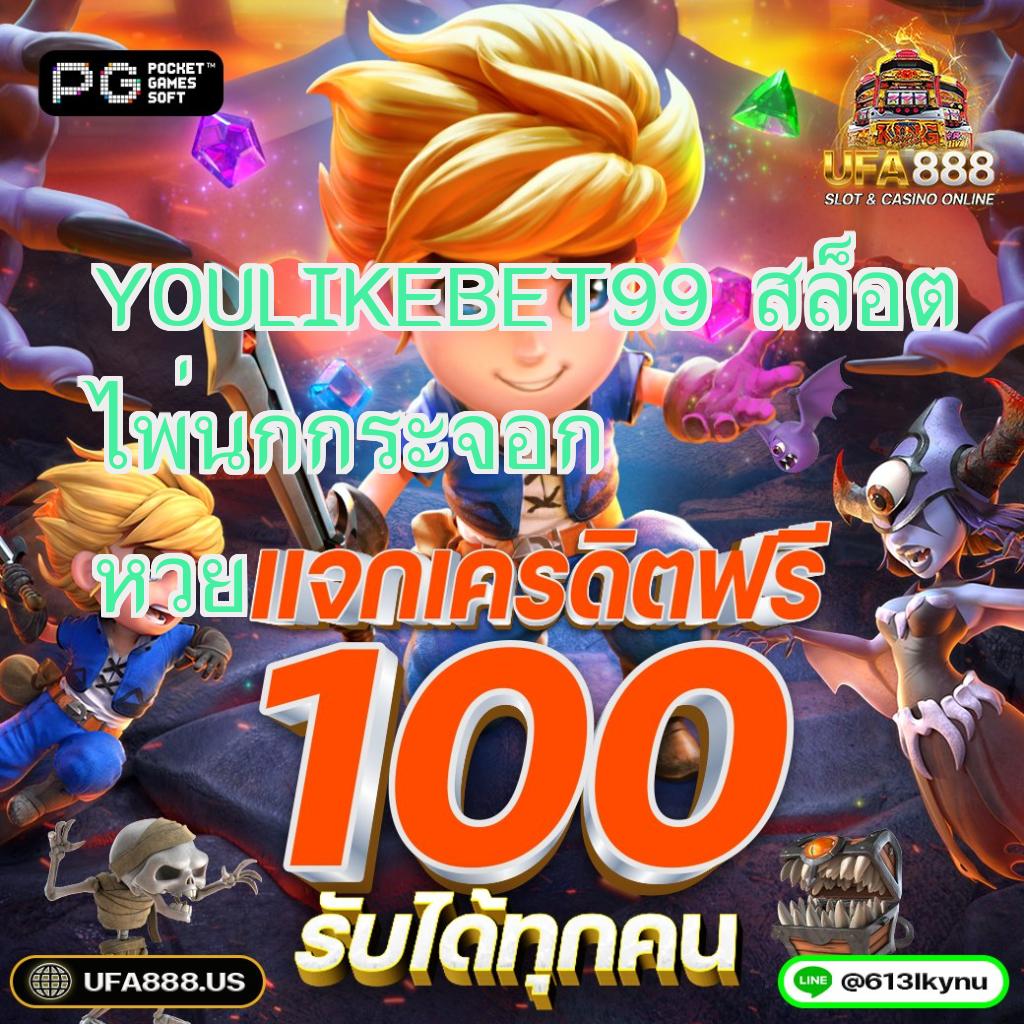 PG POCKET™
GAMES
SOFT
UFA888
SLOT & CASINO ONLINE
YOULIKEBET99 สล็อต
ไพ่นกกระจอก
หวย
แจกเครดิตฟรี
100
รับได้ทุกคน
UFA888.US
LINE @613lkynu